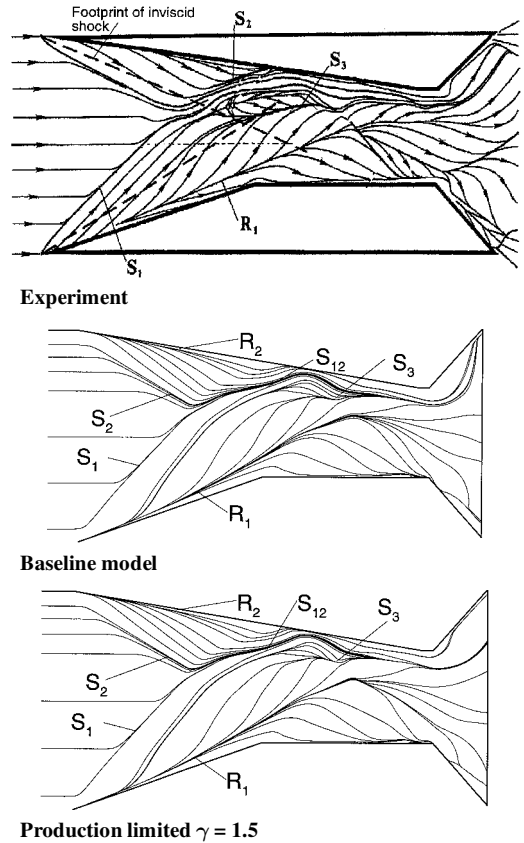 Footprint of inviscid
shock
S2
S3
R1
S1
Experiment
R2
S12
S3
S2
S1
R1
Baseline model
R2
S12
S3
S2
S1
R1
Production limited γ = 1.5